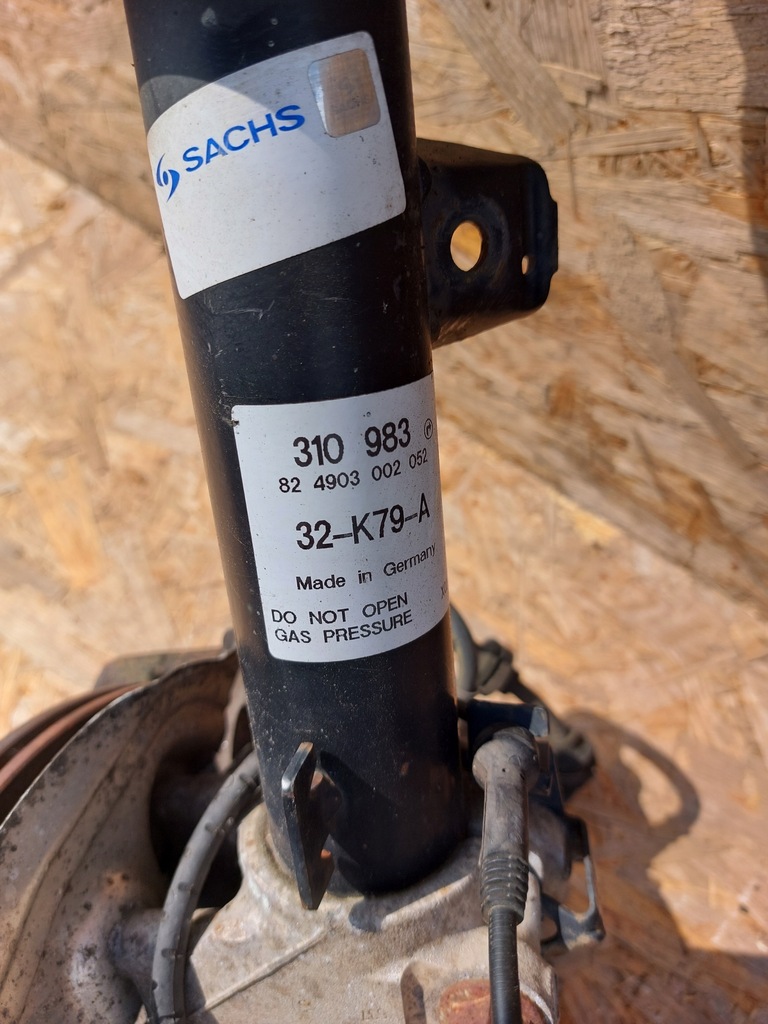 SACHS
310 983
82 4903 002 052
32-K79-A
Made in Germany
DO NOT OPEN
GAS PRESSURE